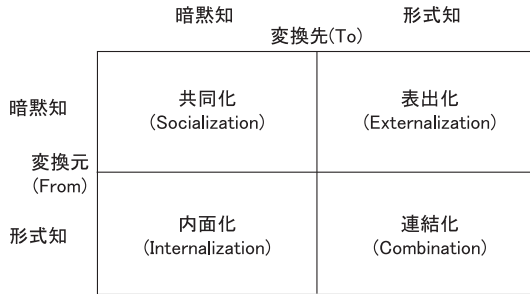 暗黙知 形式知
変換先(To)
暗黙知
共同化
(Socialization)
表出化
(Externalization)
変換元
(From)
形式知
内面化
(Internalization)
連結化
(Combination)